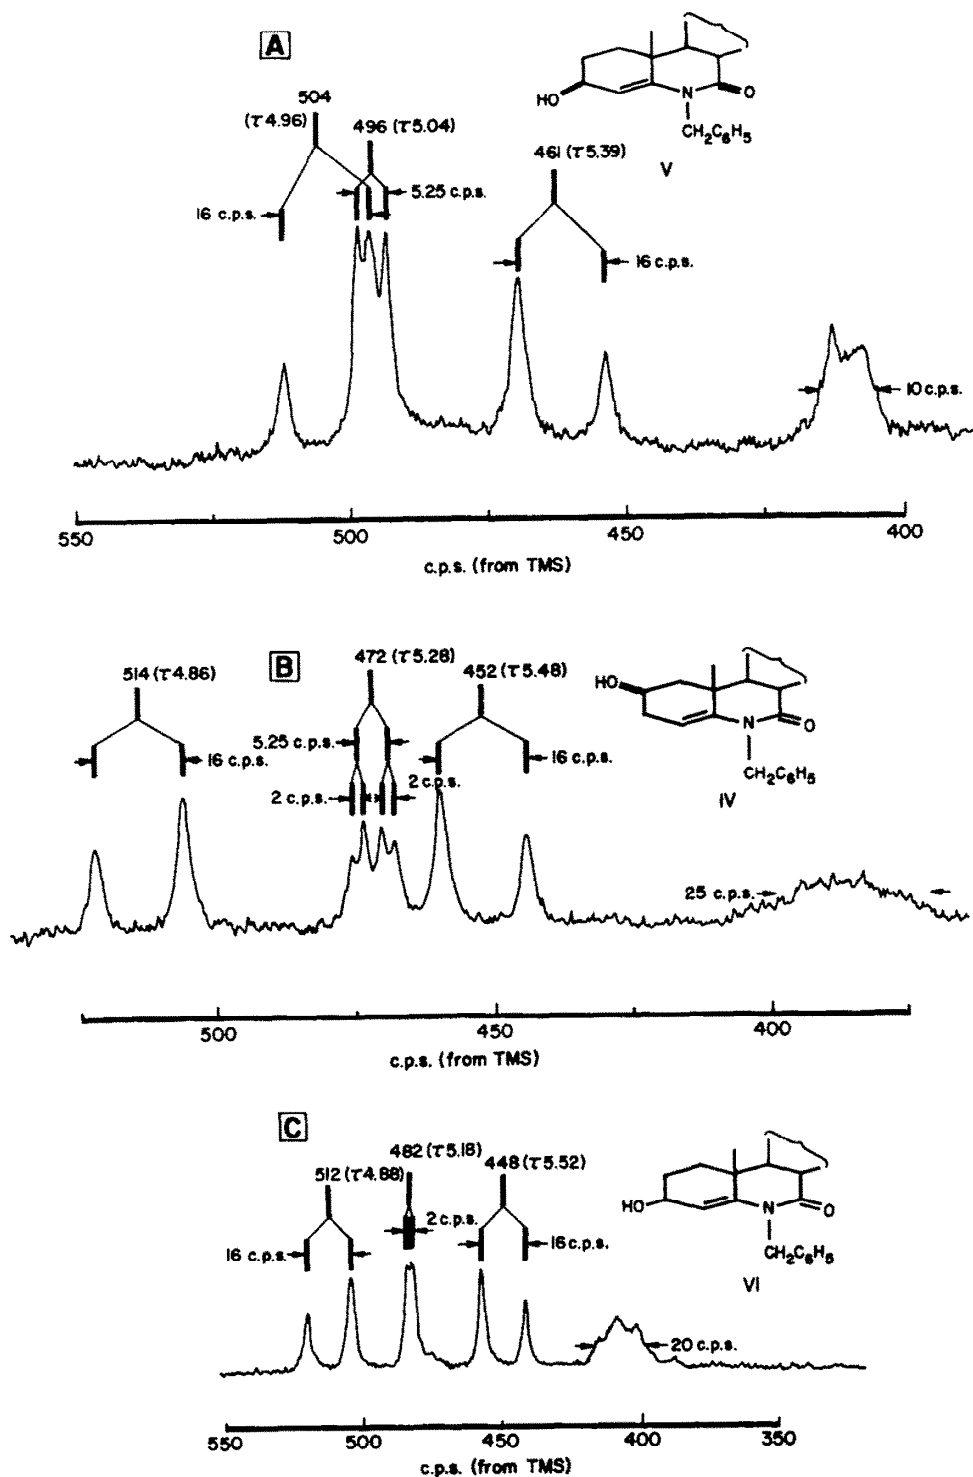 A
504
(τ4.96)
496 (τ5.04)
461 (τ5.39)
16 c.p.s.
5.25 c.p.s.
16 c.p.s.
10 c.p.s.
HO
N
O
CH2C6H5
V
550
500
450
400
c.p.s. (from TMS)
B
514 (τ4.86)
472 (τ5.28)
452 (τ5.48)
16 c.p.s.
5.25 c.p.s.
2 c.p.s.
2 c.p.s.
16 c.p.s.
25 c.p.s.
HO
N
O
CH2C6H5
IV
500
450
400
c.p.s. (from TMS)
C
512 (τ4.88)
482 (τ5.18)
448 (τ5.52)
16 c.p.s.
2 c.p.s.
16 c.p.s.
20 c.p.s.
HO
N
O
CH2C6H5
VI
550
500
450
400
350
c.p.s. (from TMS)